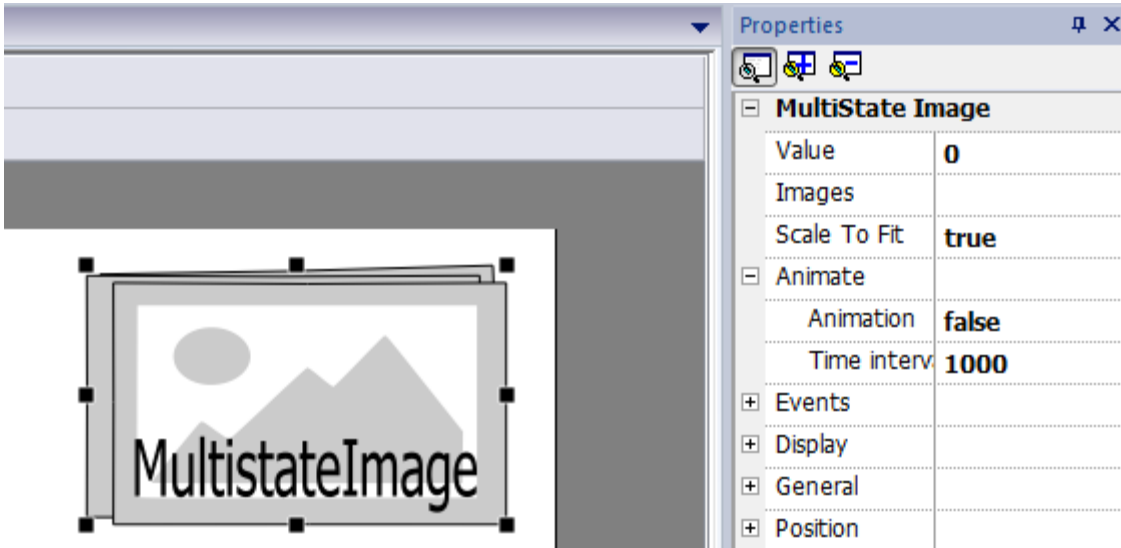 Properties
MultiState Image
Value 0
Images
Scale To Fit true
Animate
Animation false
Time interv 1000
Events
Display
General
Position
MultistateImage